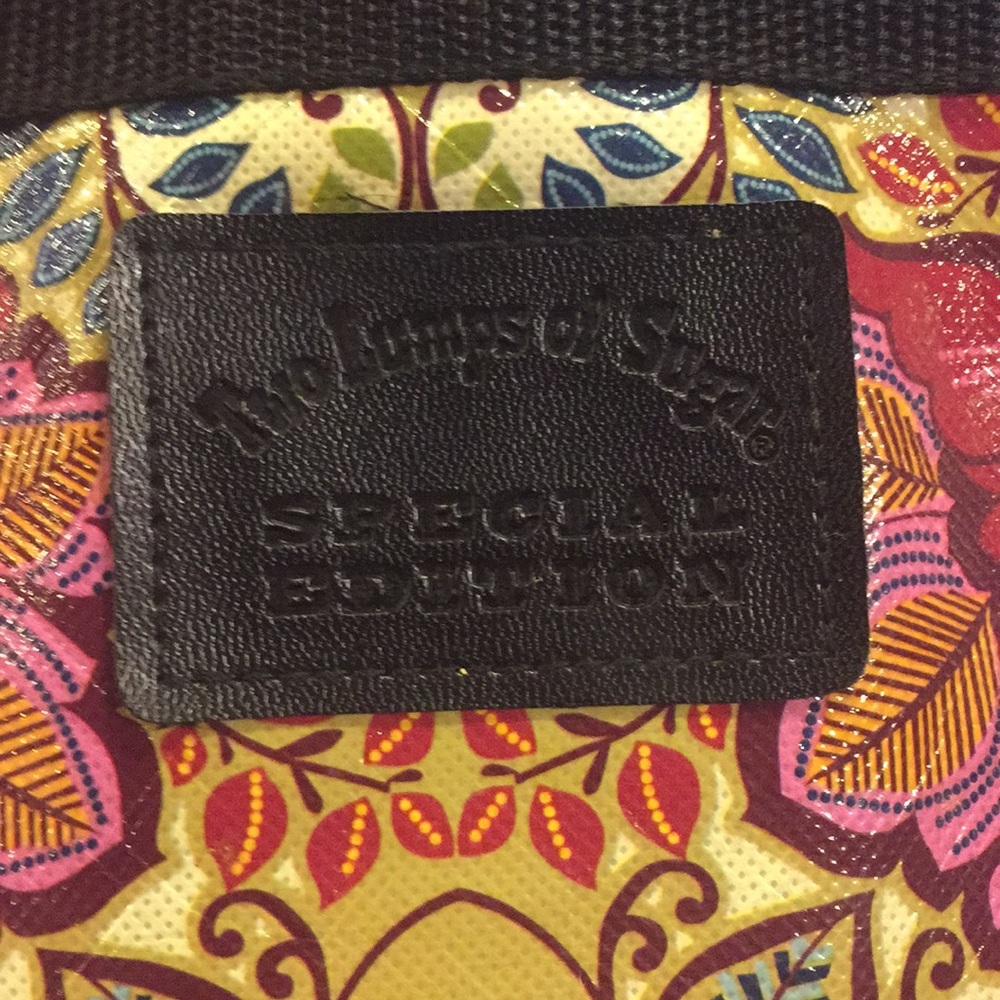 Two Lumps of Sugar®
SPECIAL
EDITION